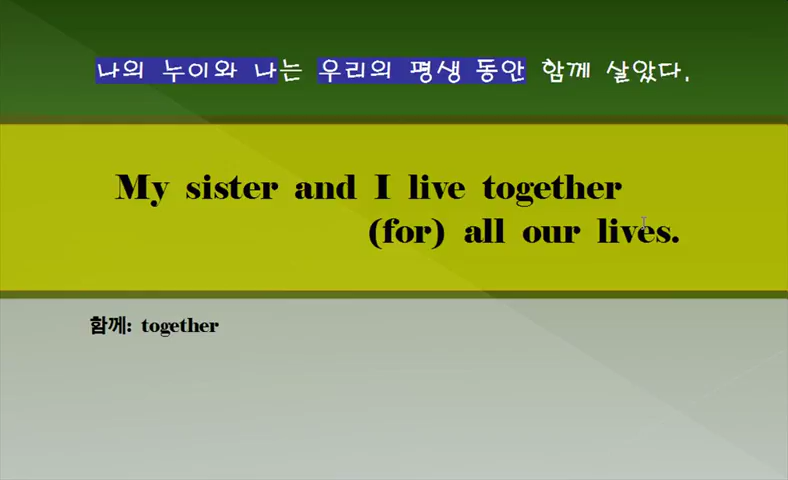 나의 누이와 나는 우리의 평생 동안 함께 살았다.
My sister and I live together
(for) all our lives.
함께: together